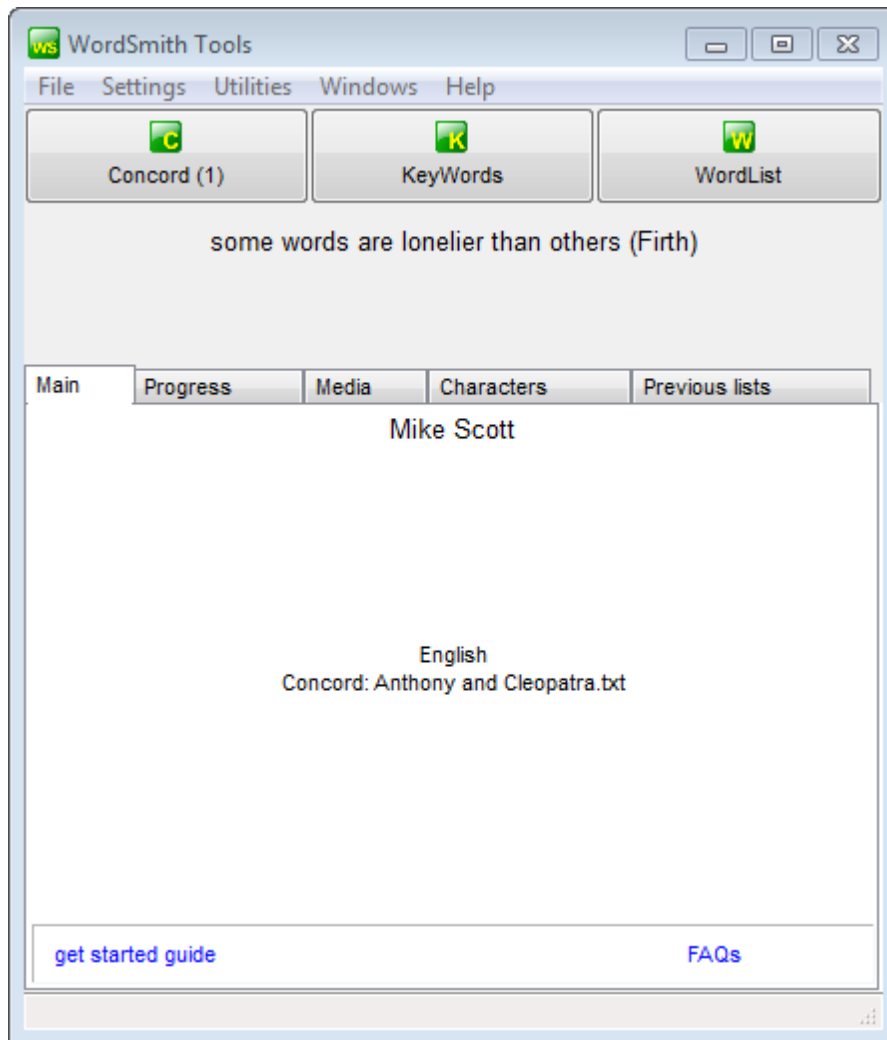 WS WordSmith Tools
File Settings Utilities Windows Help
C K W
Concord (1) KeyWords WordList
some words are lonelier than others (Firth)
Main Progress Media Characters Previous lists
Mike Scott
English
Concord: Anthony and Cleopatra.txt
get started guide FAQs